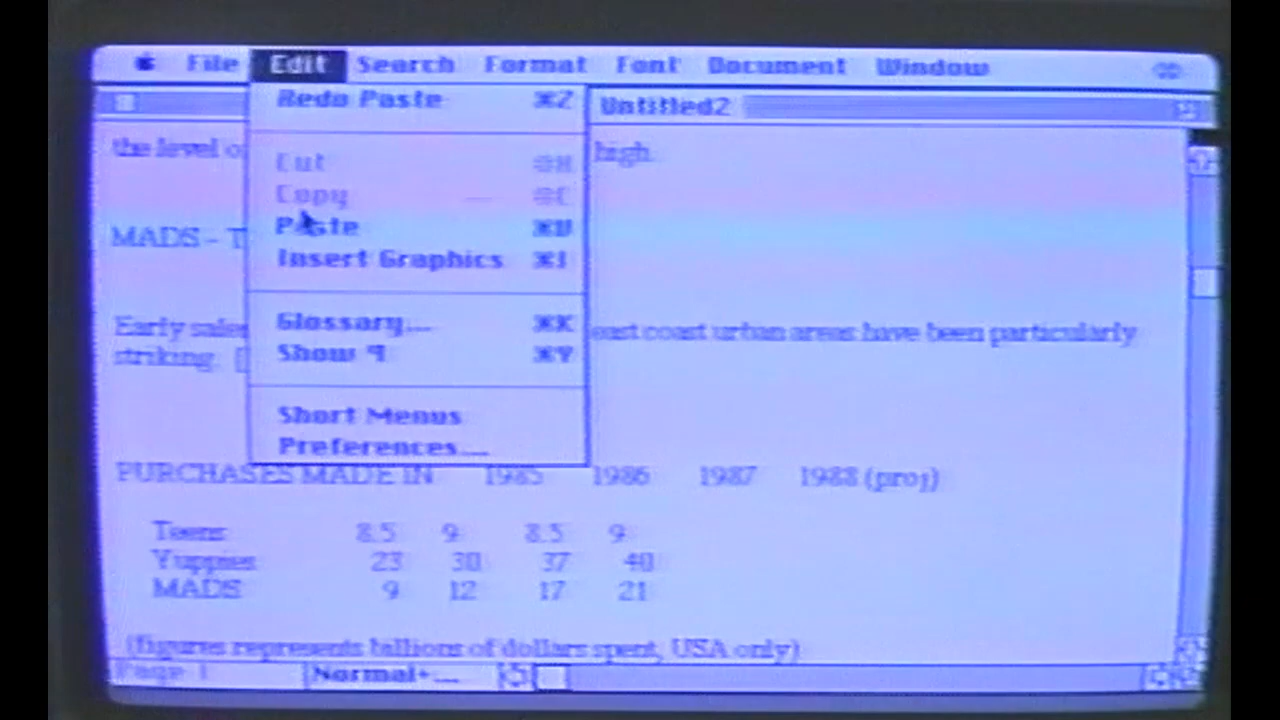 File Edit Search Format Font Document Window
Untitled2
Redo Paste ⌘Z
Cut ⌘X
Copy ⌘C
Paste ⌘V
Insert Graphics ⌘I
Glossary... ⌘K
Show ¶ ⌘Y
Short Menus
Preferences...
the level o high.
MADS - T
Early sales east coast urban areas have been particularly
striking. [
PURCHASES MADE IN 1985 1986 1987 1988 (proj)
Teens 8.5 9 8.5 9
Yuppies 23 30 37 40
MADS 9 12 17 21
(figures represents billions of dollars spent, USA only)
Page 1 Normal+...